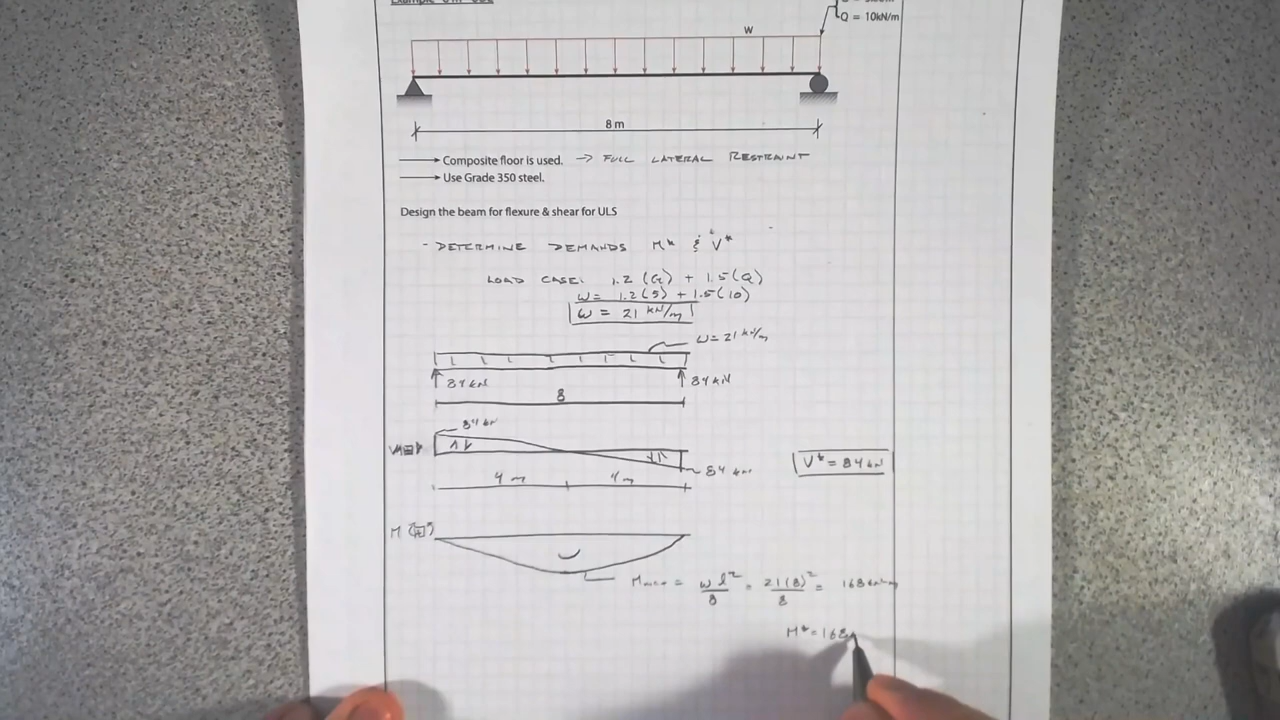 Q = 10kN/m
w
8 m
Composite floor is used. → FULL LATERAL RESTRAINT
Use Grade 350 steel.
Design the beam for flexure & shear for ULS
- DETERMINE DEMANDS M* & V*
LOAD CASE: 1.2 (G) + 1.5 (Q)
ω = 1.2(5) + 1.5(10)
ω = 21 kN/m
ω = 21 kN/m
84 kN 84 kN
8
84 kN
V
84 kN
V* = 84 kN
4 m 4 m
M
Mmax = ωl²/8 = 21(8)²/8 = 168 kNm
M* = 168